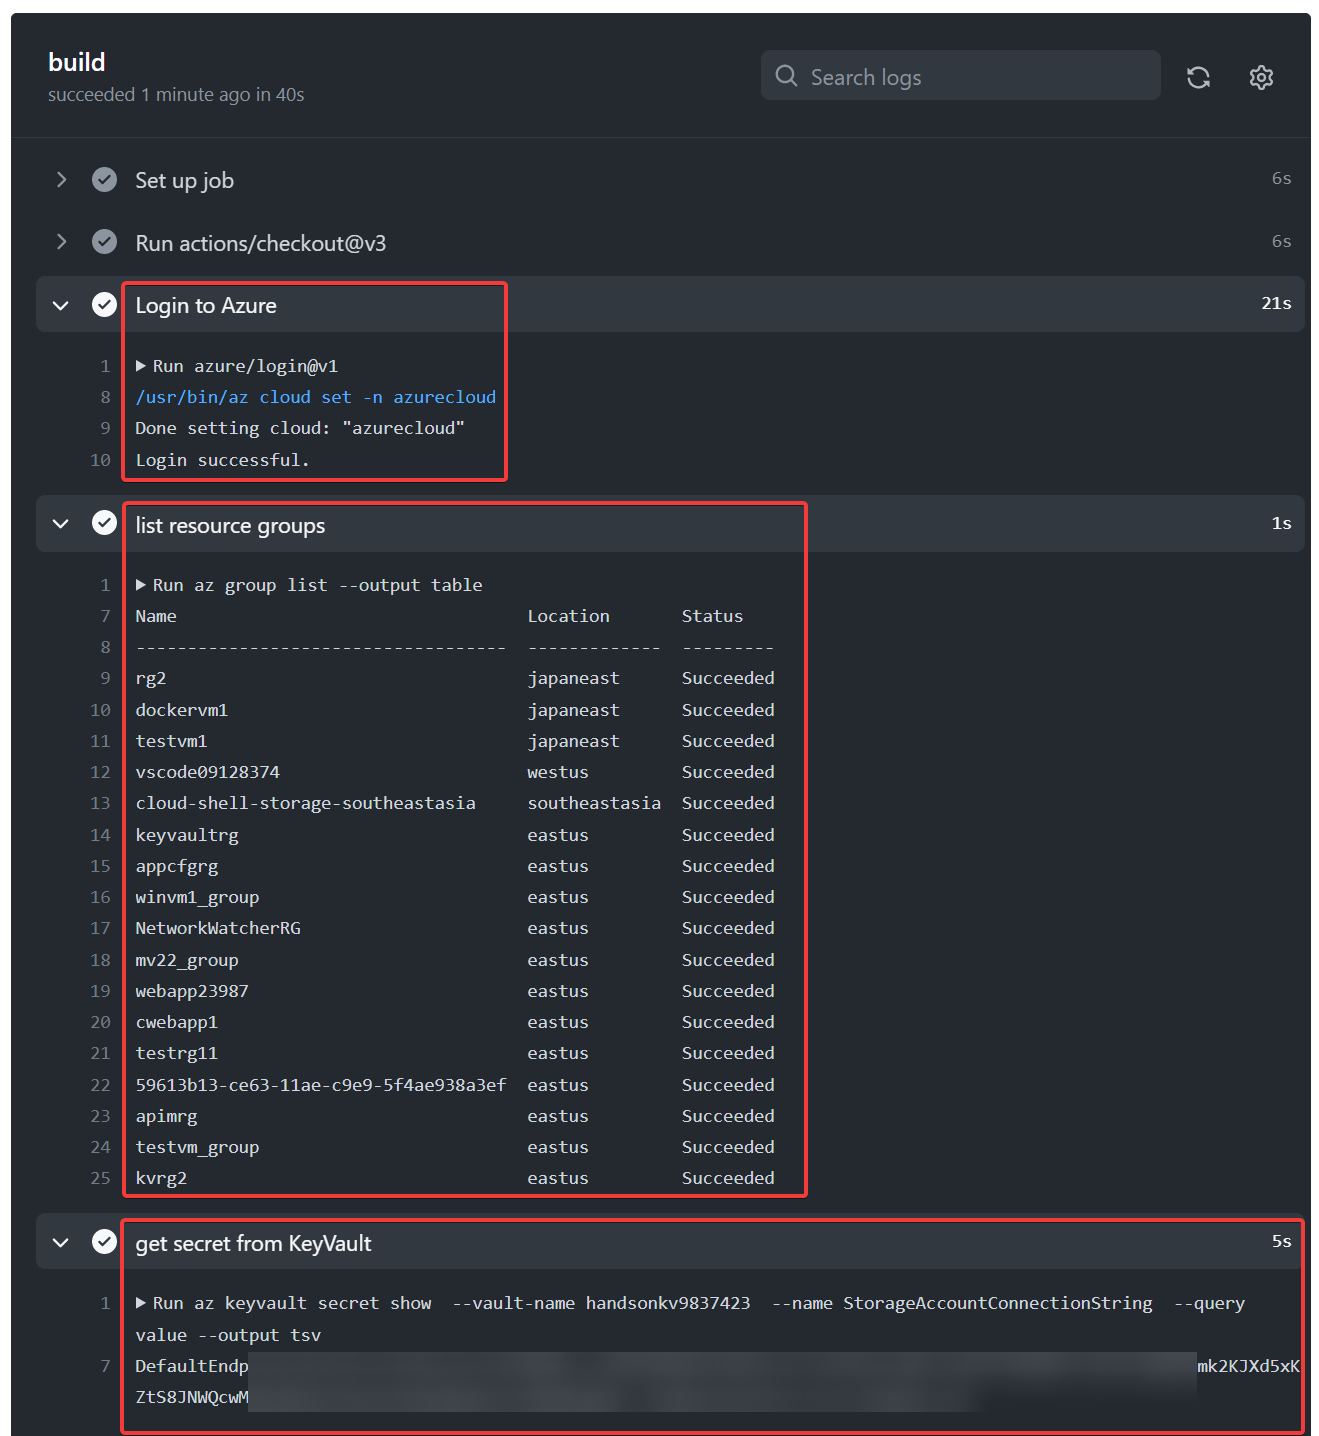 build
succeeded 1 minute ago in 40s
Search logs
Set up job 6s
Run actions/checkout@v3 6s
Login to Azure 21s
1 Run azure/login@v1
8 /usr/bin/az cloud set -n azurecloud
9 Done setting cloud: "azurecloud"
10 Login successful.
list resource groups 1s
1 Run az group list --output table
7 Name Location Status
8 ------------------------------------ ------------- ---------
9 rg2 japaneast Succeeded
10 dockervm1 japaneast Succeeded
11 testvm1 japaneast Succeeded
12 vscode09128374 westus Succeeded
13 cloud-shell-storage-southeastasia southeastasia Succeeded
14 keyvaultrg eastus Succeeded
15 appcfgrg eastus Succeeded
16 winvm1_group eastus Succeeded
17 NetworkWatcherRG eastus Succeeded
18 mv22_group eastus Succeeded
19 webapp23987 eastus Succeeded
20 cwebapp1 eastus Succeeded
21 testrg11 eastus Succeeded
22 59613b13-ce63-11ae-c9e9-5f4ae938a3ef eastus Succeeded
23 apimrg eastus Succeeded
24 testvm_group eastus Succeeded
25 kvrg2 eastus Succeeded
get secret from KeyVault 5s
1 Run az keyvault secret show --vault-name handsonkv9837423 --name StorageAccountConnectionString --query
value --output tsv
7 DefaultEndp mk2KJXd5xK
ZtS8JNWQcwM